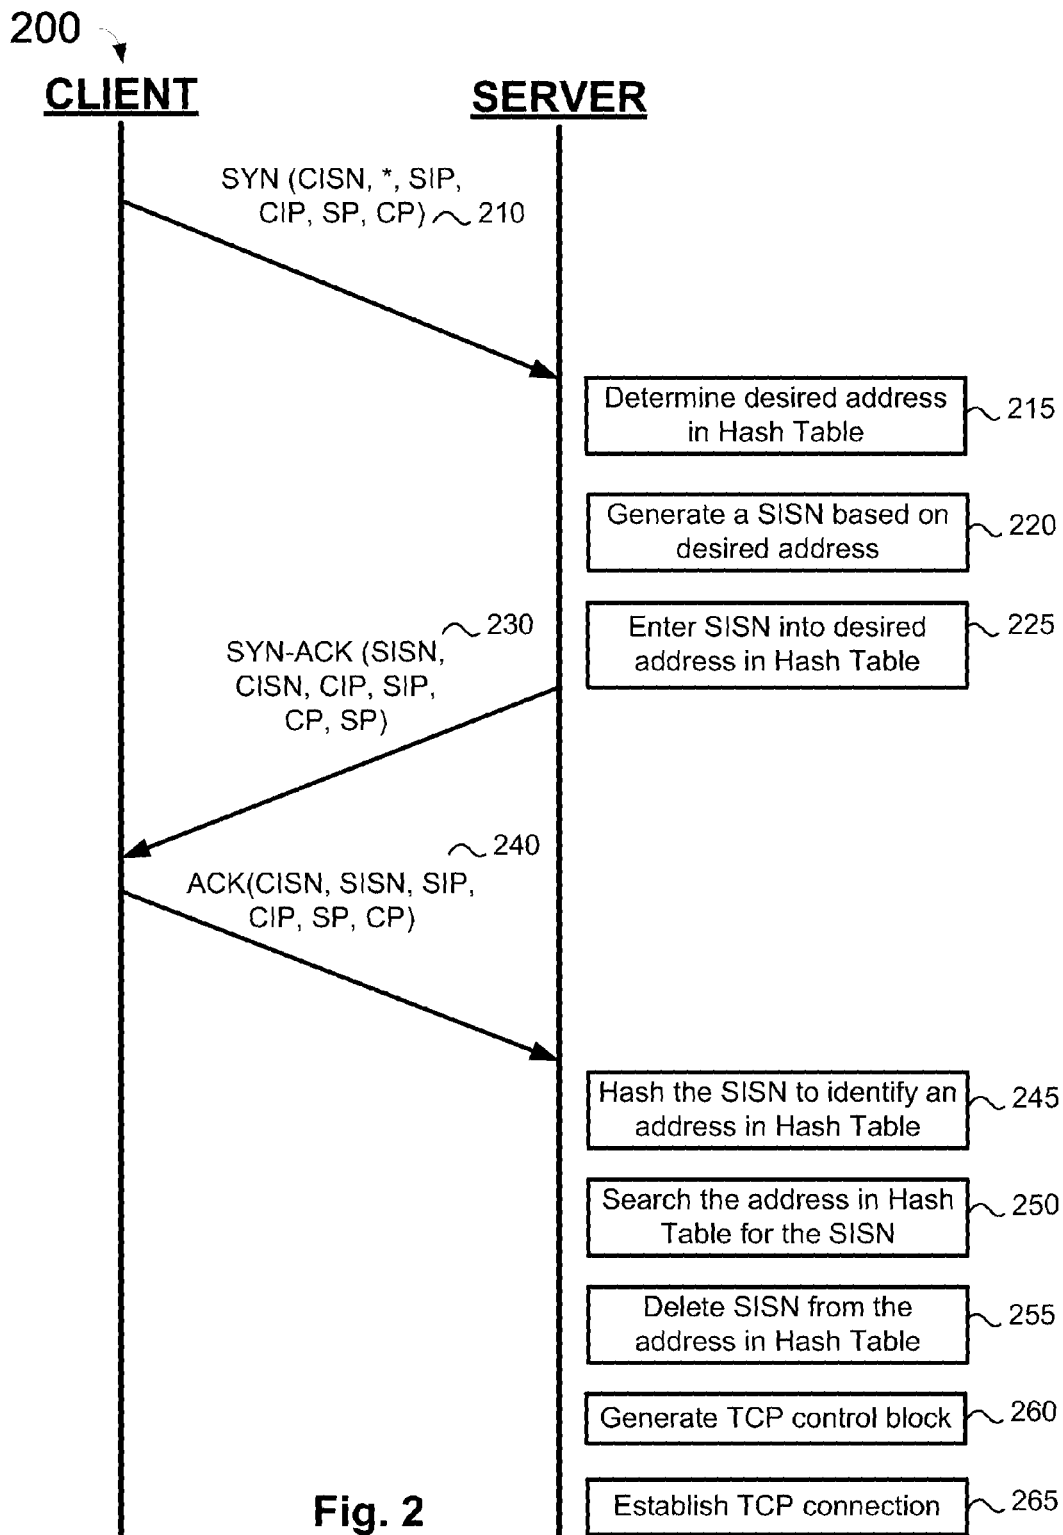 200
CLIENT
SERVER
SYN (CISN, *, SIP,
CIP, SP, CP) 210
Determine desired address
in Hash Table
215
Generate a SISN based on
desired address
220
Enter SISN into desired
address in Hash Table
225
230
SYN-ACK (SISN,
CISN, CIP, SIP,
CP, SP)
240
ACK(CISN, SISN, SIP,
CIP, SP, CP)
Hash the SISN to identify an
address in Hash Table
245
Search the address in Hash
Table for the SISN
250
Delete SISN from the
address in Hash Table
255
Generate TCP control block
260
Establish TCP connection
265
Fig. 2